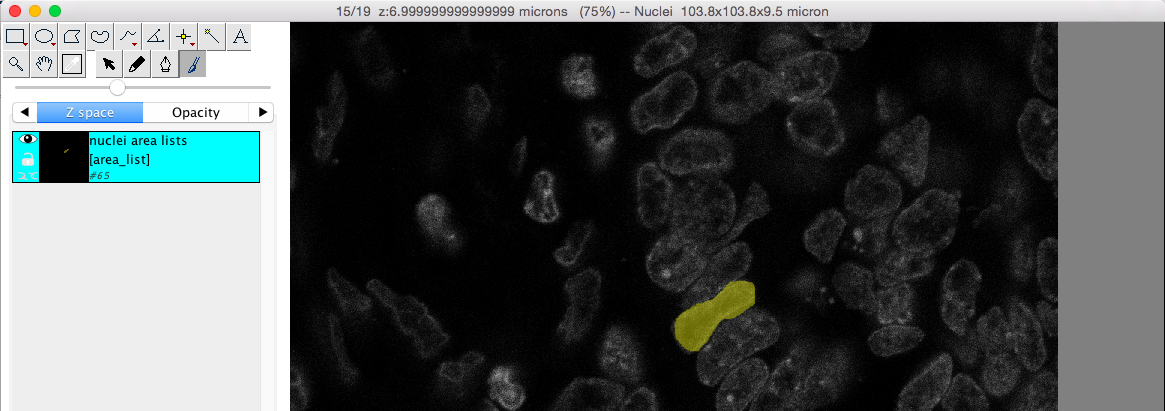 15/19 z:6.999999999999999 microns (75%) -- Nuclei 103.8x103.8x9.5 micron
A
Z space Opacity
nuclei area lists
[area_list]
#65